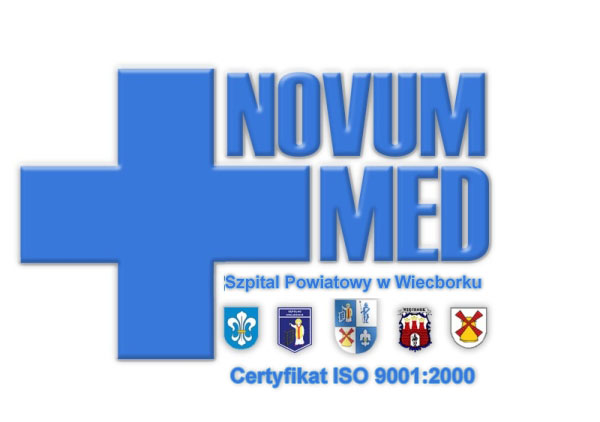 NOVUM
MED
"Szpital Powiatowy w Wiecborku
Certyfikat ISO 9001:2000